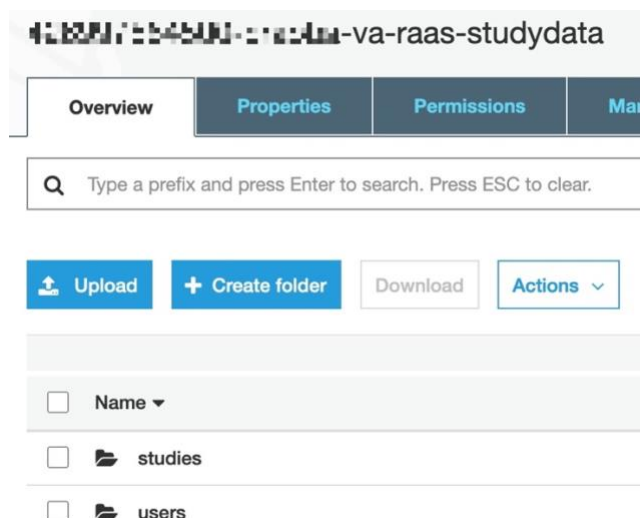 -va-raas-studydata
Overview Properties Permissions
Type a prefix and press Enter to search. Press ESC to clear.
Upload Create folder Download Actions
Name
studies
users